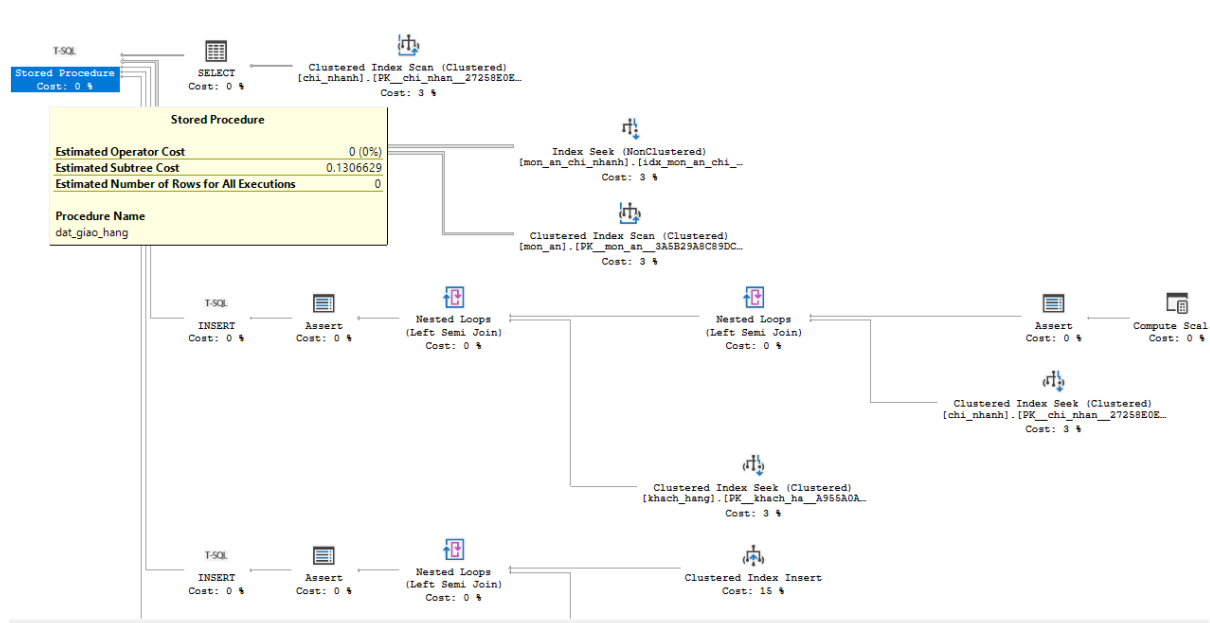 T-SQL
Stored Procedure
Cost: 0 %
SELECT
Cost: 0 %
Clustered Index Scan (Clustered)
[chi_nhanh].[PK__chi_nhan__27258E0E…
Cost: 3 %
Stored Procedure
Estimated Operator Cost 0 (0%)
Estimated Subtree Cost 0.1306629
Estimated Number of Rows for All Executions 0
Procedure Name
dat_giao_hang
Index Seek (NonClustered)
[mon_an_chi_nhanh].[idx_mon_an_chi_…
Cost: 3 %
Clustered Index Scan (Clustered)
[mon_an].[PK__mon_an__3A5B29A8C89DC…
Cost: 3 %
T-SQL
INSERT
Cost: 0 %
Assert
Cost: 0 %
Nested Loops
(Left Semi Join)
Cost: 0 %
Nested Loops
(Left Semi Join)
Cost: 0 %
Assert
Cost: 0 %
Compute Scal
Cost: 0 %
Clustered Index Seek (Clustered)
[chi_nhanh].[PK__chi_nhan__27258E0E…
Cost: 3 %
Clustered Index Seek (Clustered)
[khach_hang].[PK__khach_ha__A955A0A…
Cost: 3 %
T-SQL
INSERT
Cost: 0 %
Assert
Cost: 0 %
Nested Loops
(Left Semi Join)
Cost: 0 %
Clustered Index Insert
Cost: 15 %